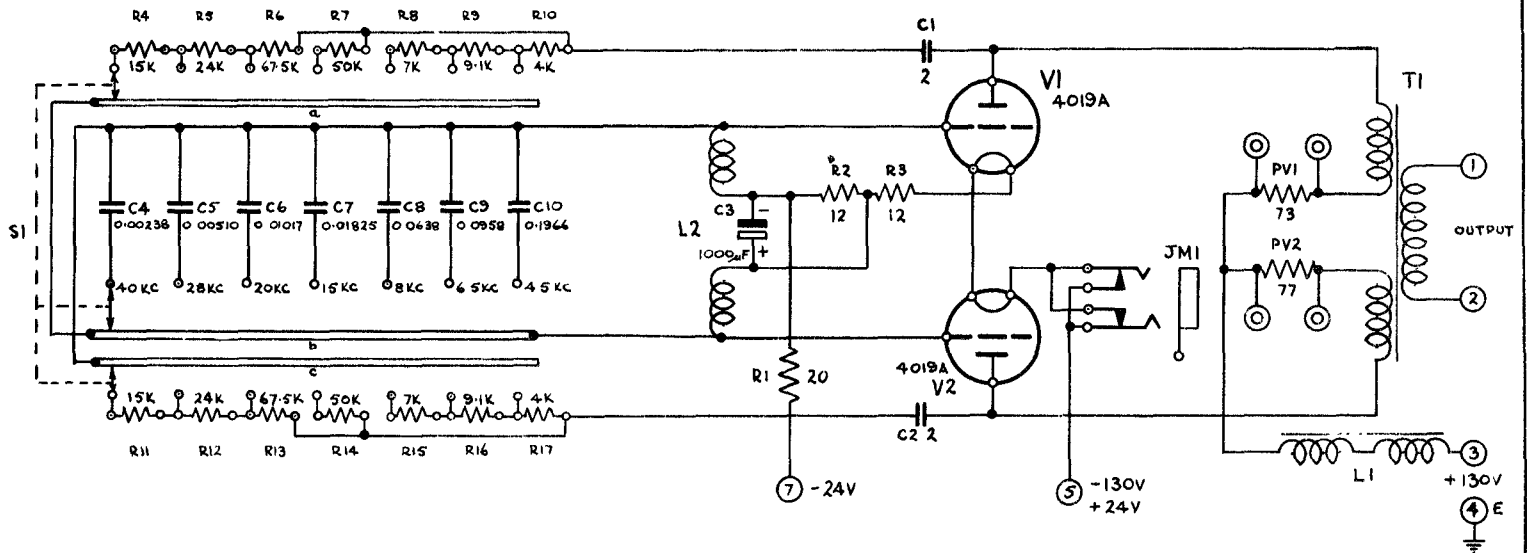 R4 R5 R6 R7 R8 R9 R10
15K 24K 67.5K 50K 7K 9.1K 4K
C1
2
V1
4019A
T1
a
S1
C4 C5 C6 C7 C8 C9 C10
0.00238 0.00510 0.01017 0.01825 0.0638 0.0958 0.1966
40KC 28KC 20KC 15KC 8KC 6.5KC 4.5KC
b
c
L2
C3
-
1000µF +
R2 R3
12 12
R1 20
PV1
73
PV2
77
1
OUTPUT
2
JM1
4019A
V2
C2 2
15K 24K 67.5K 50K 7K 9.1K 4K
R11 R12 R13 R14 R15 R16 R17
7 -24V
5 -130V
+24V
L1
3
+130V
4 E